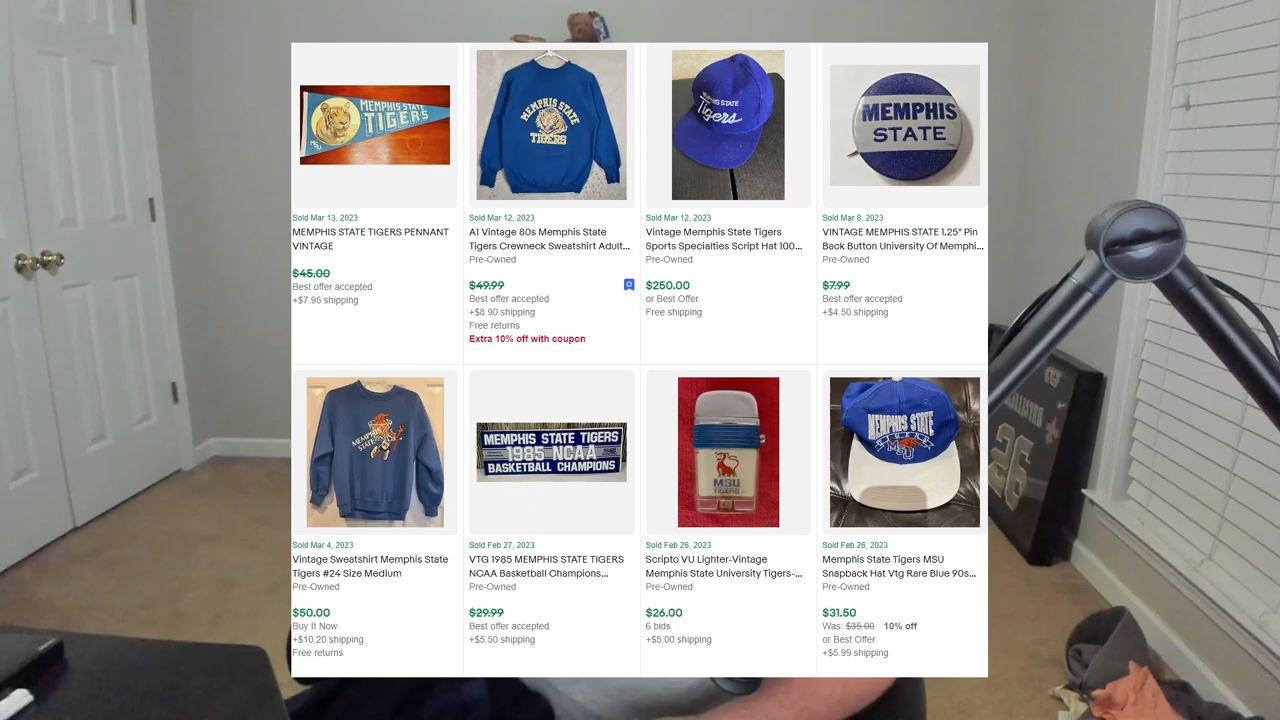 MEMPHIS STATE
TIGERS
MSU
MEMPHIS STATE
TIGERS
MEMPHIS STATE
Tigers
MEMPHIS
STATE
Sold Mar 13, 2023
MEMPHIS STATE TIGERS PENNANT
VINTAGE
$45.00
Best offer accepted
+$7.95 shipping
Sold Mar 12, 2023
A1 Vintage 80s Memphis State
Tigers Crewneck Sweatshirt Adult...
Pre-Owned
$49.99
Best offer accepted
+$8.90 shipping
Free returns
Extra 10% off with coupon
Sold Mar 12, 2023
Vintage Memphis State Tigers
Sports Specialties Script Hat 100...
Pre-Owned
$250.00
or Best Offer
Free shipping
Sold Mar 8, 2023
VINTAGE MEMPHIS STATE 1.25" Pin
Back Button University Of Memphi...
Pre-Owned
$7.99
Best offer accepted
+$4.50 shipping
MEMPHIS
STATE
MEMPHIS STATE TIGERS
1985 NCAA
BASKETBALL CHAMPIONS
MSU
TIGERS
MEMPHIS STATE
MSU
Sold Mar 4, 2023
Vintage Sweatshirt Memphis State
Tigers #24 Size Medium
Pre-Owned
$50.00
Buy It Now
+$10.20 shipping
Free returns
Sold Feb 27, 2023
VTG 1985 MEMPHIS STATE TIGERS
NCAA Basketball Champions...
Pre-Owned
$29.99
Best offer accepted
+$5.50 shipping
Sold Feb 26, 2023
Scripto VU Lighter-Vintage
Memphis State University Tigers-...
Pre-Owned
$26.00
6 bids
+$5.00 shipping
Sold Feb 26, 2023
Memphis State Tigers MSU
Snapback Hat Vtg Rare Blue 90s...
Pre-Owned
$31.50
Was: $35.00 10% off
or Best Offer
+$5.99 shipping
26